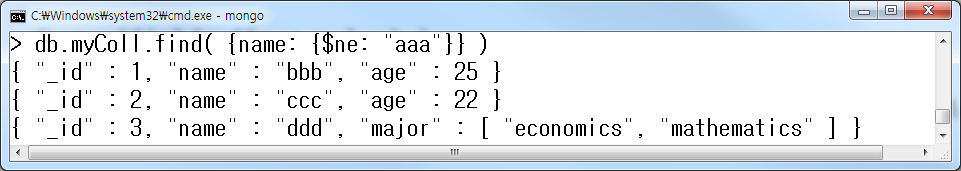 C:₩Windows₩system32₩cmd.exe - mongo
> db.myColl.find( {name: {$ne: "aaa"}} )
{ "_id" : 1, "name" : "bbb", "age" : 25 }
{ "_id" : 2, "name" : "ccc", "age" : 22 }
{ "_id" : 3, "name" : "ddd", "major" : [ "economics", "mathematics" ] }